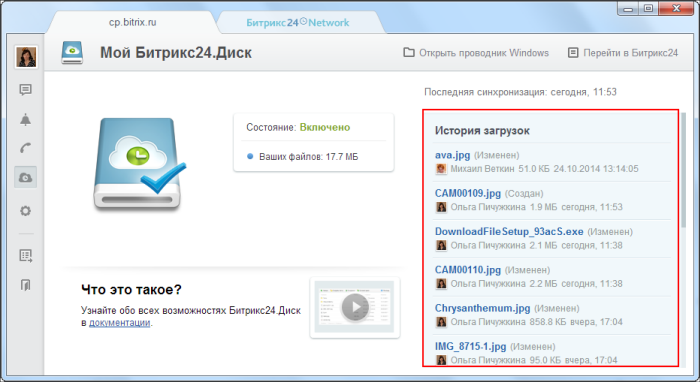 cp.bitrix.ru
Битрикс24 Network
Мой Битрикс24.Диск
Открыть проводник Windows
Перейти в Битрикс24
Последняя синхронизация: сегодня, 11:53
Состояние: Включено
Ваших файлов: 17.7 МБ
История загрузок
ava.jpg (Изменен)
Михаил Веткин 51.0 КБ 24.10.2014 13:14:05
CAM00109.jpg (Создан)
Ольга Пичужкина 1.9 МБ сегодня, 11:53
DownloadFileSetup_93acS.exe (Изменен)
Ольга Пичужкина 2.1 МБ сегодня, 11:38
CAM00110.jpg (Изменен)
Ольга Пичужкина 2.2 МБ сегодня, 11:38
Chrysanthemum.jpg (Изменен)
Ольга Пичужкина 858.8 КБ вчера, 17:04
IMG_8715-1.jpg (Изменен)
Ольга Пичужкина 95.0 КБ вчера, 17:04
Что это такое?
Узнайте обо всех возможностях Битрикс24.Диск
в документации.